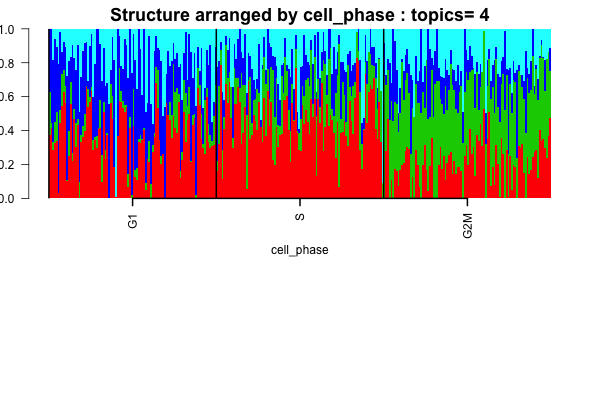 Structure arranged by cell_phase : topics= 4
1.0
0.8
0.6
0.4
0.2
0.0
G1
S
G2M
cell_phase